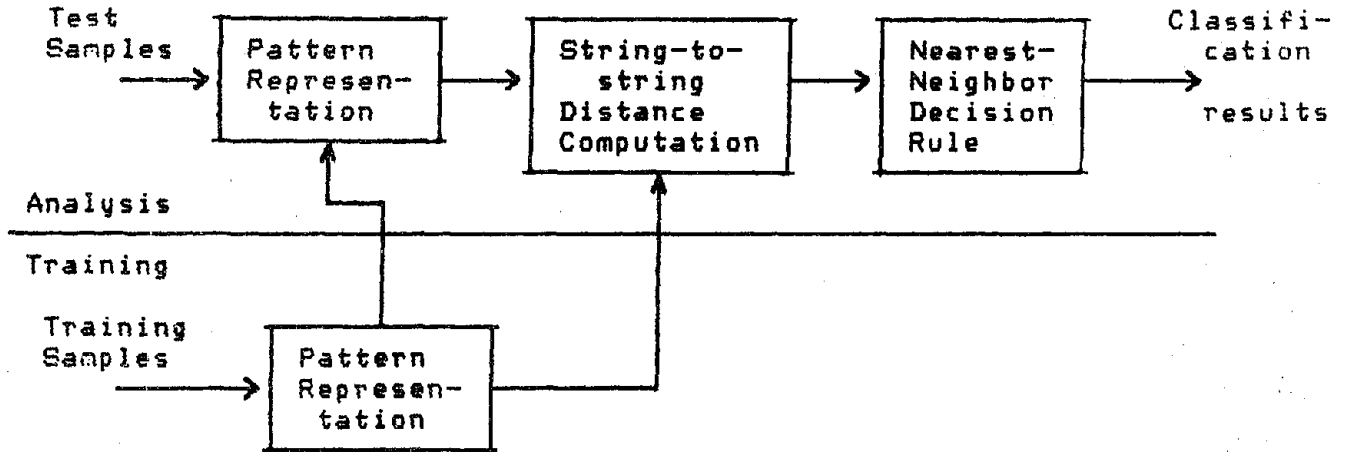 Test
Samples
Pattern
Represen-
tation
String-to-
string
Distance
Computation
Nearest-
Neighbor
Decision
Rule
Classifi-
cation
results
Analysis
Training
Training
Samples
Pattern
Represen-
tation